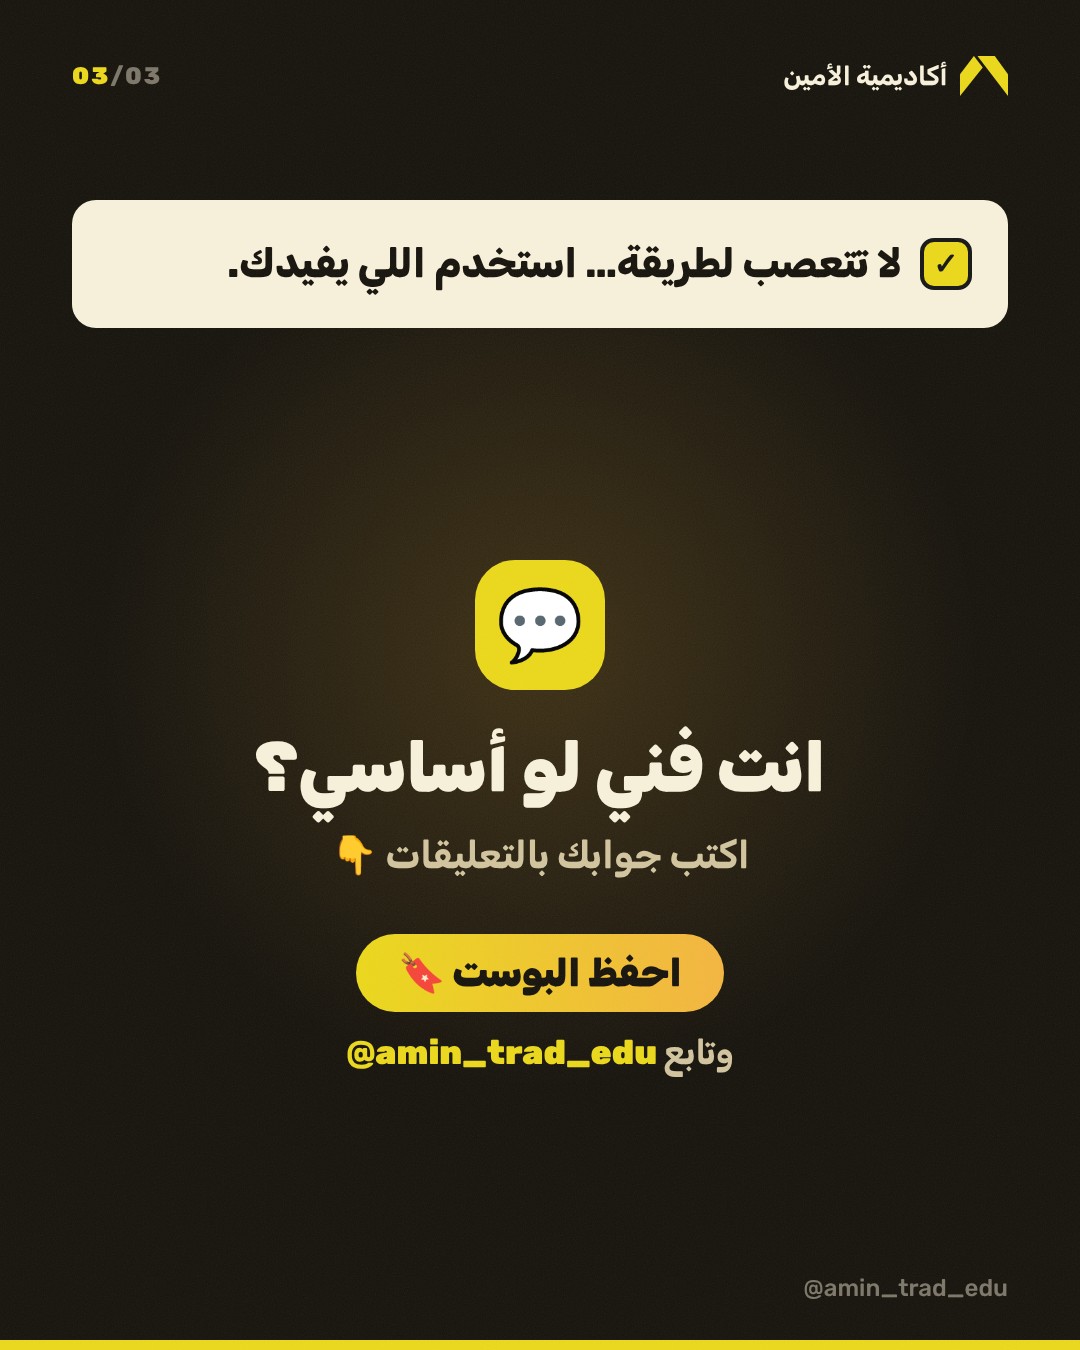 أكاديمية الأمين
03/03
✓ لا تتعصب لطريقة... استخدم اللي يفيدك.
انت فني لو أساسي؟
اكتب جوابك بالتعليقات 👇
احفظ البوست 🔖
وتابع @amin_trad_edu
@amin_trad_edu